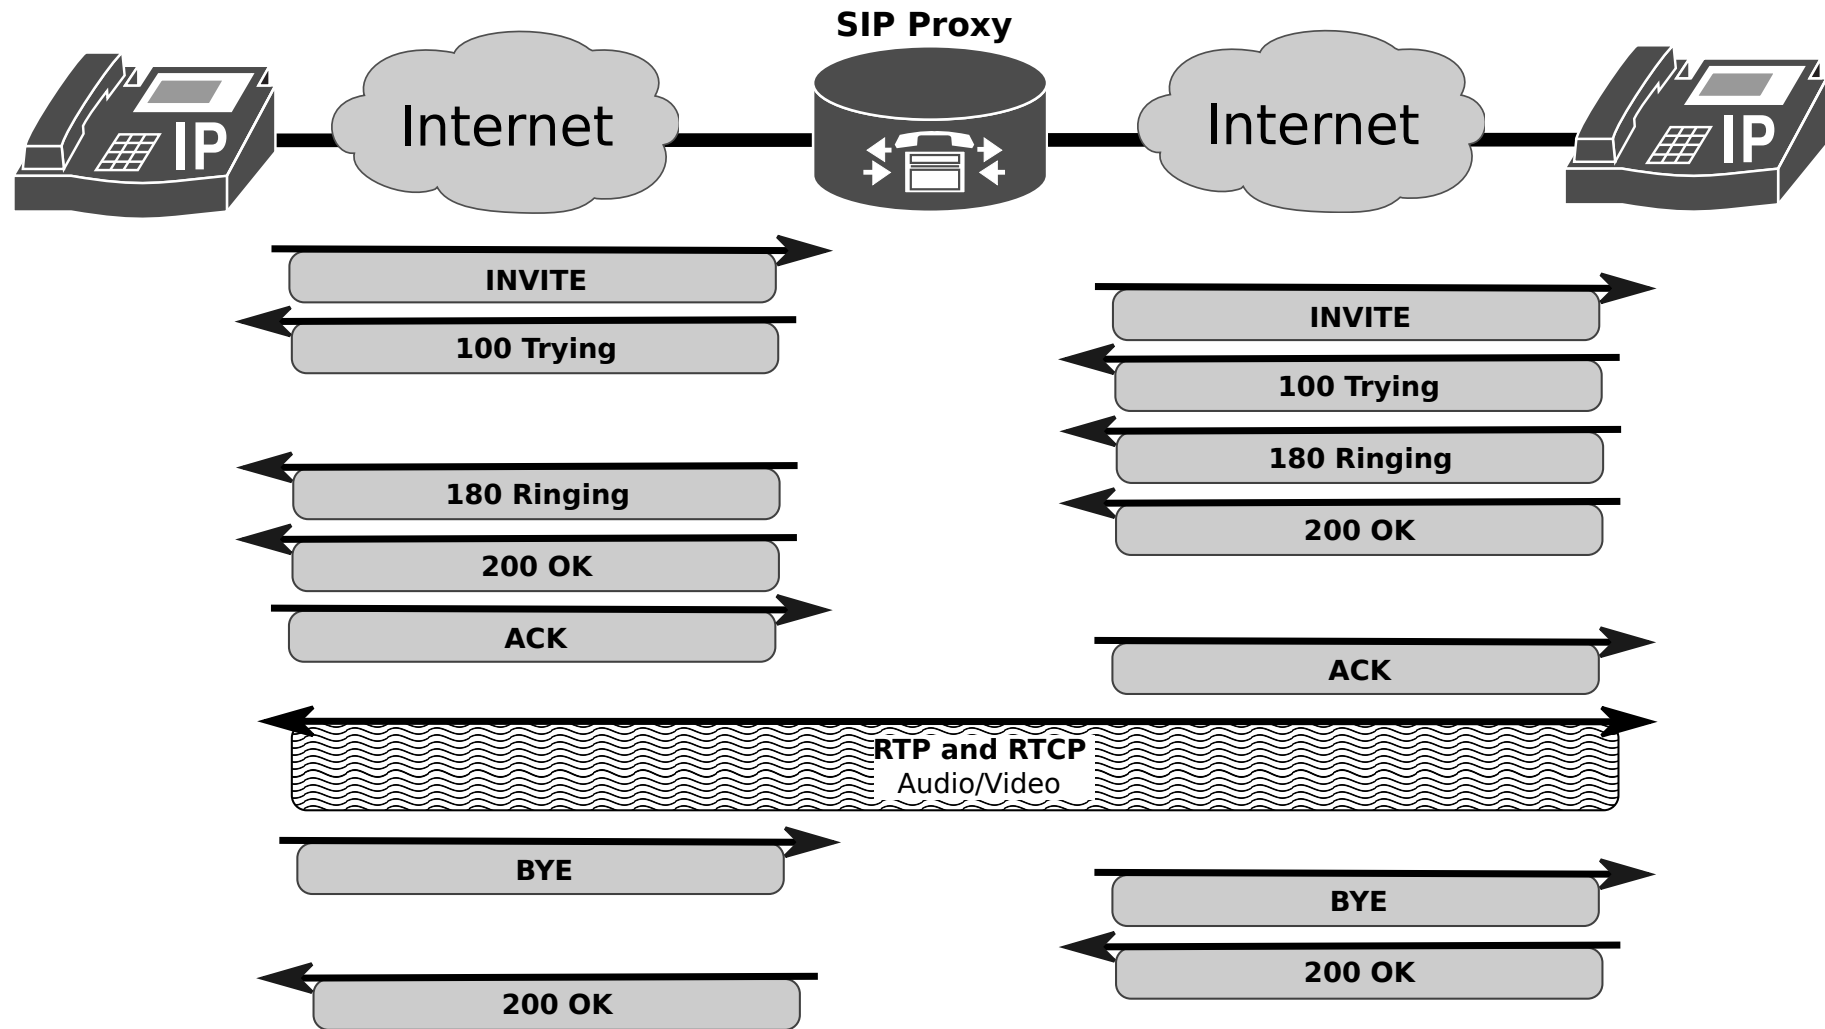 SIP Proxy
IP
Internet
Internet
IP
INVITE
INVITE
100 Trying
100 Trying
180 Ringing
180 Ringing
200 OK
200 OK
ACK
ACK
RTP and RTCP
Audio/Video
BYE
BYE
200 OK
200 OK